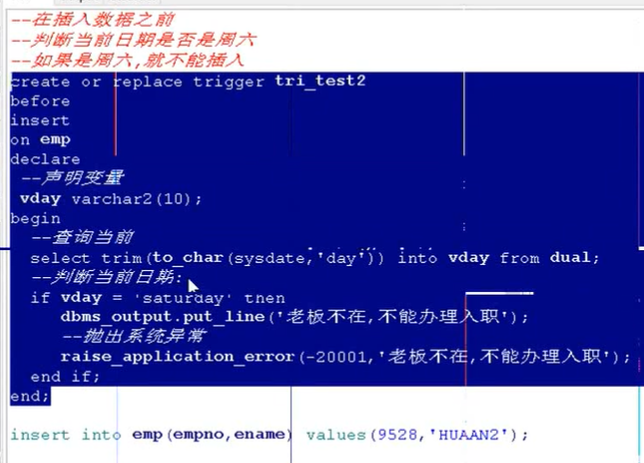 --在插入数据之前
--判断当前日期是否是周六
--如果是周六,就不能插入
create or replace trigger tri_test2
before
insert
on emp
declare
--声明变量
vday varchar2(10);
begin
--查询当前
select trim(to_char(sysdate,'day')) into vday from dual;
--判断当前日期:
if vday = 'saturday' then
dbms_output.put_line('老板不在,不能办理入职');
--抛出系统异常
raise_application_error(-20001,'老板不在,不能办理入职');
end if;
end;
insert into emp(empno,ename) values(9528,'HUAAN2');